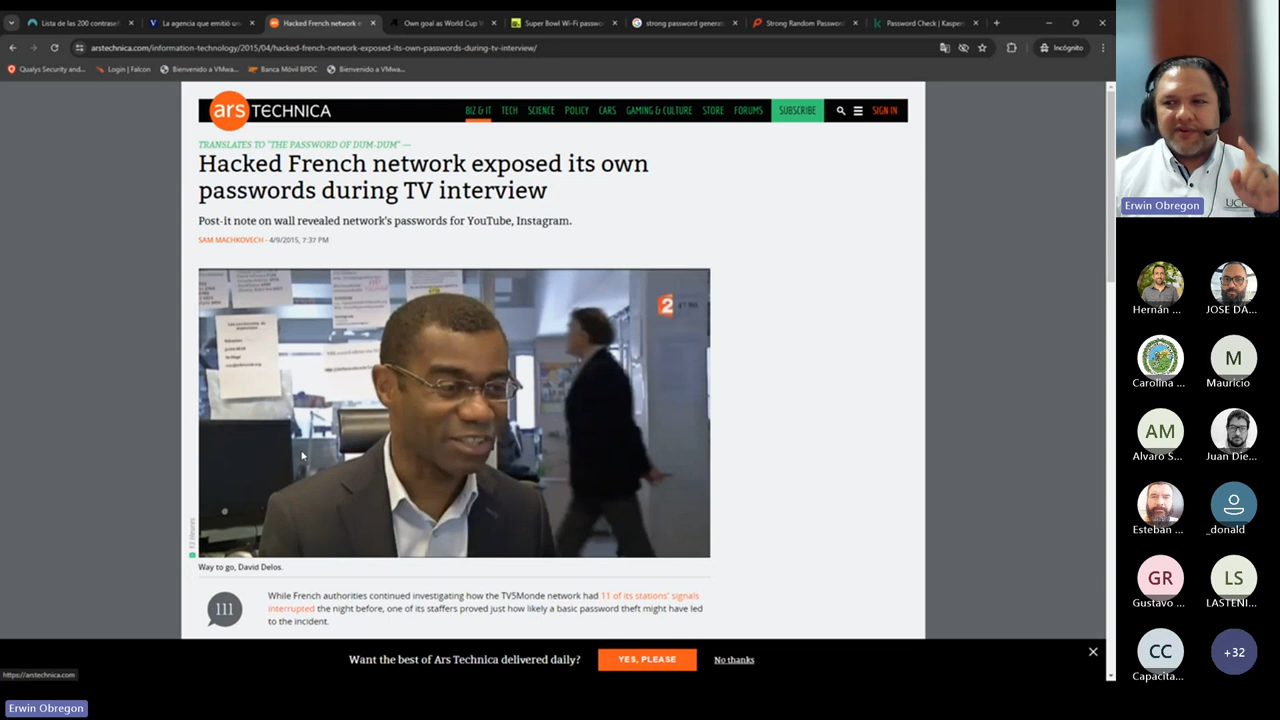 Lista de las 200 contrase
La agencia que emitió un
Hacked French network e
Own goal as World Cup
Super Bowl Wi-Fi passwo
strong password generat
Strong Random Password
Password Check | Kaspers
arstechnica.com/information-technology/2015/04/hacked-french-network-exposed-its-own-passwords-during-tv-interview/
Incógnito
Qualys Security and...
Login | Falcon
Bienvenido a VMwa...
Banca Móvil BPDC
Bienvenido a VMwa...
ars TECHNICA
BIZ & IT TECH SCIENCE POLICY CARS GAMING & CULTURE STORE FORUMS SUBSCRIBE SIGN IN
TRANSLATES TO "THE PASSWORD OF DUM-DUM" —
Hacked French network exposed its own
passwords during TV interview
Post-it note on wall revealed network's passwords for YouTube, Instagram.
SAM MACHKOVECH - 4/9/2015, 7:37 PM
2
Way to go, David Delos.
111
While French authorities continued investigating how the TV5Monde network had 11 of its stations' signals
interrupted the night before, one of its staffers proved just how likely a basic password theft might have led
to the incident.
Want the best of Ars Technica delivered daily?
YES, PLEASE
No thanks
https://arstechnica.com
Erwin Obregon
Erwin Obregon
Hernán ...
JOSE DA...
Carolina ...
M
Mauricio
AM
Alvaro S...
Juan Die...
Esteban ...
_donald
GR
Gustavo ...
LS
LASTENI...
CC
Capacita...
+32